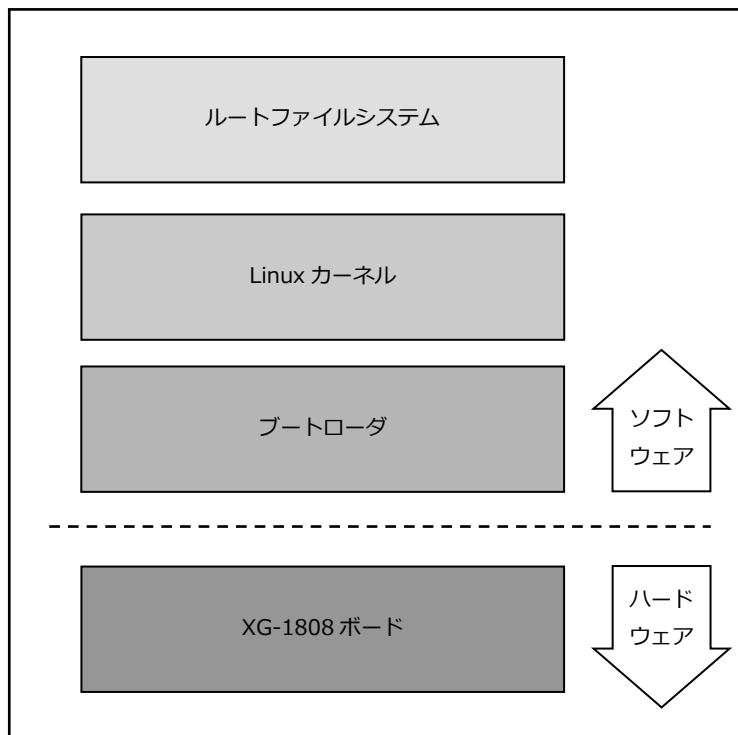 ルートファイルシステム
Linux カーネル
ブートローダ
ソフト
ウェア
XG-1808 ボード
ハード
ウェア